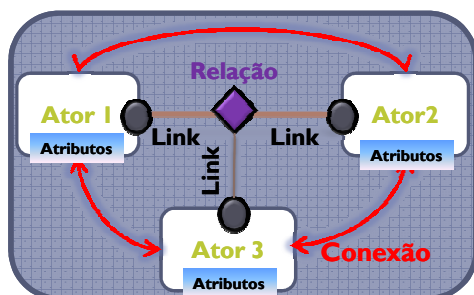 Relação
Ator 1
Ator2
Link
Link
Atributos
Atributos
Link
Ator 3
Conexão
Atributos